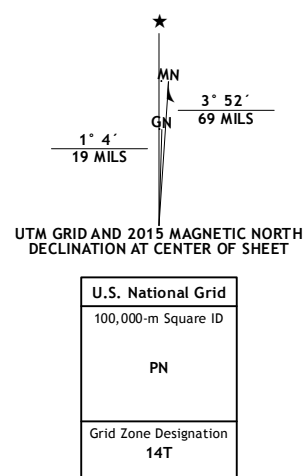 MN
3° 52´
69 MILS
GN
1° 4´
19 MILS
UTM GRID AND 2015 MAGNETIC NORTH
DECLINATION AT CENTER OF SHEET
U.S. National Grid
100,000-m Square ID
PN
Grid Zone Designation
14T